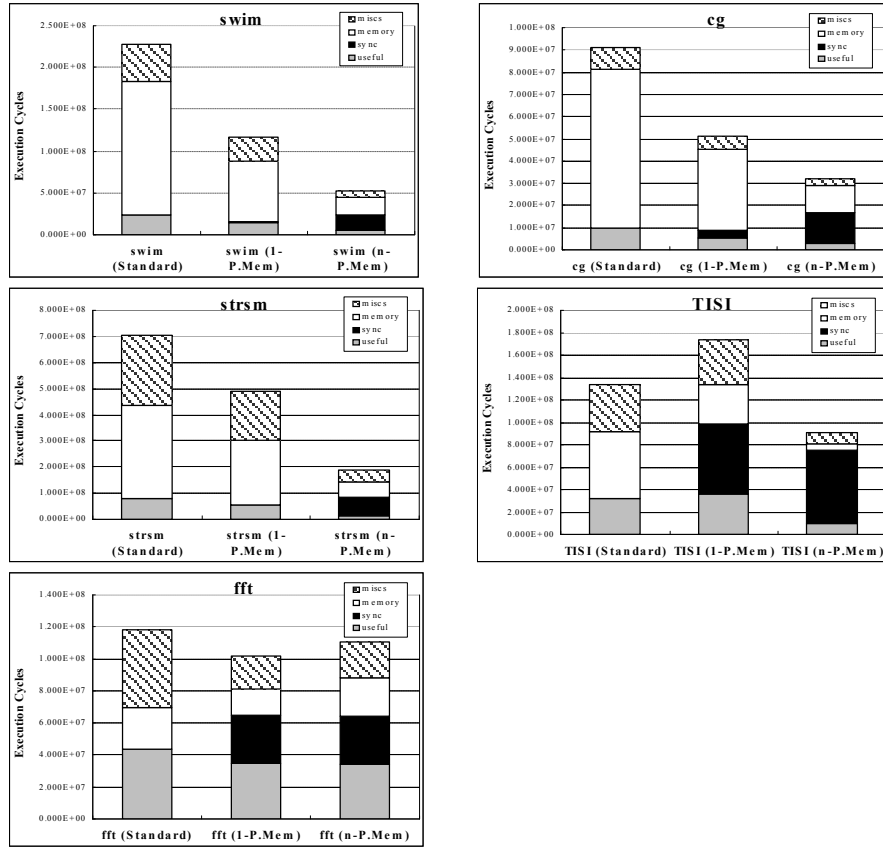 swim
miscs
memory
sync
useful
Execution Cycles
2.500E+08
2.000E+08
1.500E+08
1.000E+08
5.000E+07
0.000E+00
swim (Standard)
swim (1-P.Mem)
swim (n-P.Mem)
cg
miscs
memory
sync
useful
Execution Cycles
1.000E+08
9.000E+07
8.000E+07
7.000E+07
6.000E+07
5.000E+07
4.000E+07
3.000E+07
2.000E+07
1.000E+07
0.000E+00
cg (Standard)
cg (1-P.Mem)
cg (n-P.Mem)
strsm
miscs
memory
sync
useful
Execution Cycles
8.000E+08
7.000E+08
6.000E+08
5.000E+08
4.000E+08
3.000E+08
2.000E+08
1.000E+08
0.000E+00
strsm (Standard)
strsm (1-P.Mem)
strsm (n-P.Mem)
TISI
miscs
memory
sync
useful
Execution Cycles
2.000E+08
1.800E+08
1.600E+08
1.400E+08
1.200E+08
1.000E+08
8.000E+07
6.000E+07
4.000E+07
2.000E+07
0.000E+00
TISI (Standard)
TISI (1-P.Mem)
TISI (n-P.Mem)
fft
miscs
memory
sync
useful
Execution Cycles
1.400E+08
1.200E+08
1.000E+08
8.000E+07
6.000E+07
4.000E+07
2.000E+07
0.000E+00
fft (Standard)
fft (1-P.Mem)
fft (n-P.Mem)